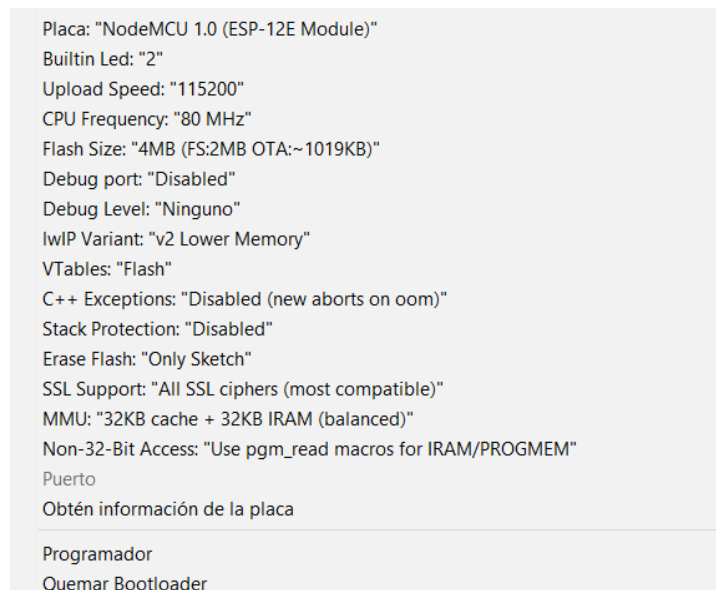 Placa: "NodeMCU 1.0 (ESP-12E Module)"
Builtin Led: "2"
Upload Speed: "115200"
CPU Frequency: "80 MHz"
Flash Size: "4MB (FS:2MB OTA:~1019KB)"
Debug port: "Disabled"
Debug Level: "Ninguno"
lwIP Variant: "v2 Lower Memory"
VTables: "Flash"
C++ Exceptions: "Disabled (new aborts on oom)"
Stack Protection: "Disabled"
Erase Flash: "Only Sketch"
SSL Support: "All SSL ciphers (most compatible)"
MMU: "32KB cache + 32KB IRAM (balanced)"
Non-32-Bit Access: "Use pgm_read macros for IRAM/PROGMEM"
Puerto
Obtén información de la placa
Programador
Quemar Bootloader